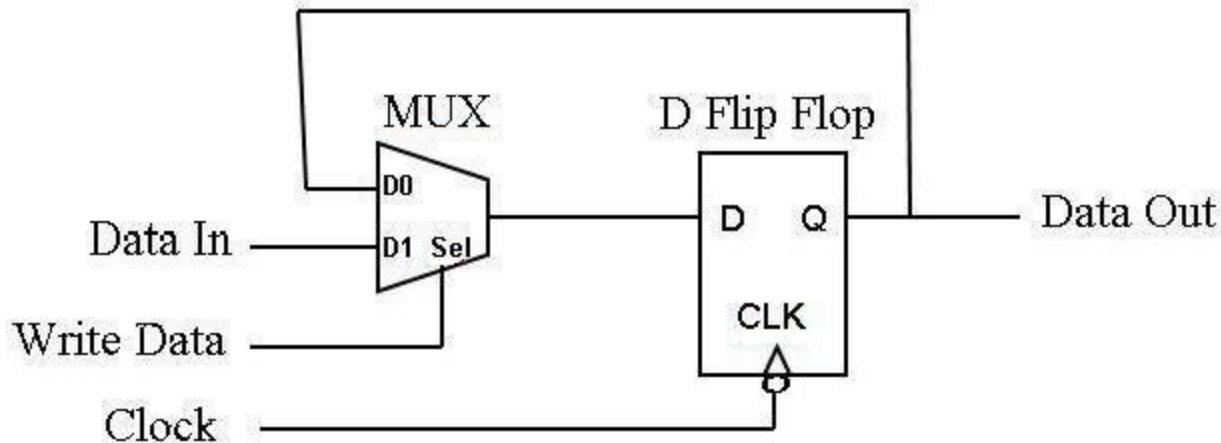 MUX
D Flip Flop
D0
D Q Data Out
Data In
D1 Sel
CLK
Write Data
Clock